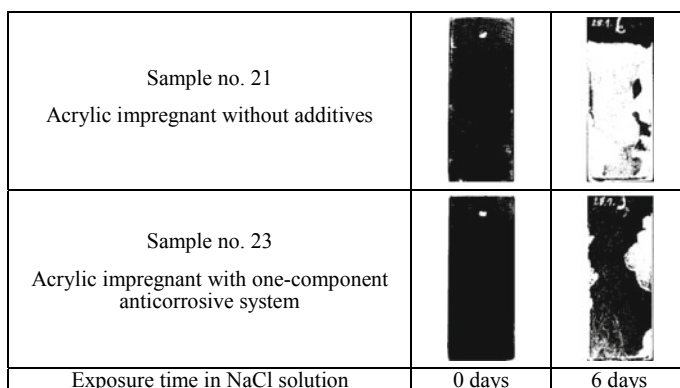 Sample no. 21
Acrylic impregnant without additives
Sample no. 23
Acrylic impregnant with one-component
anticorrosive system
Exposure time in NaCl solution
0 days
6 days